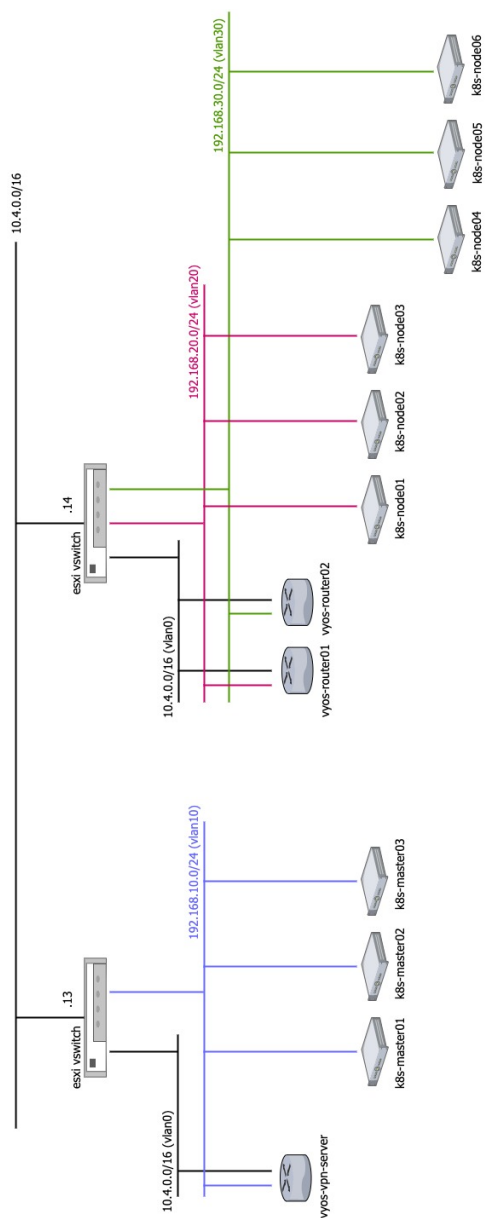 10.4.0.0/16
.13
esxi vswitch
.14
esxi vswitch
10.4.0.0/16 (vlan0)
192.168.10.0/24 (vlan10)
10.4.0.0/16 (vlan0)
192.168.20.0/24 (vlan20)
192.168.30.0/24 (vlan30)
vyos-vpn-server
k8s-master01
k8s-master02
k8s-master03
vyos-router01
vyos-router02
k8s-node01
k8s-node02
k8s-node03
k8s-node04
k8s-node05
k8s-node06